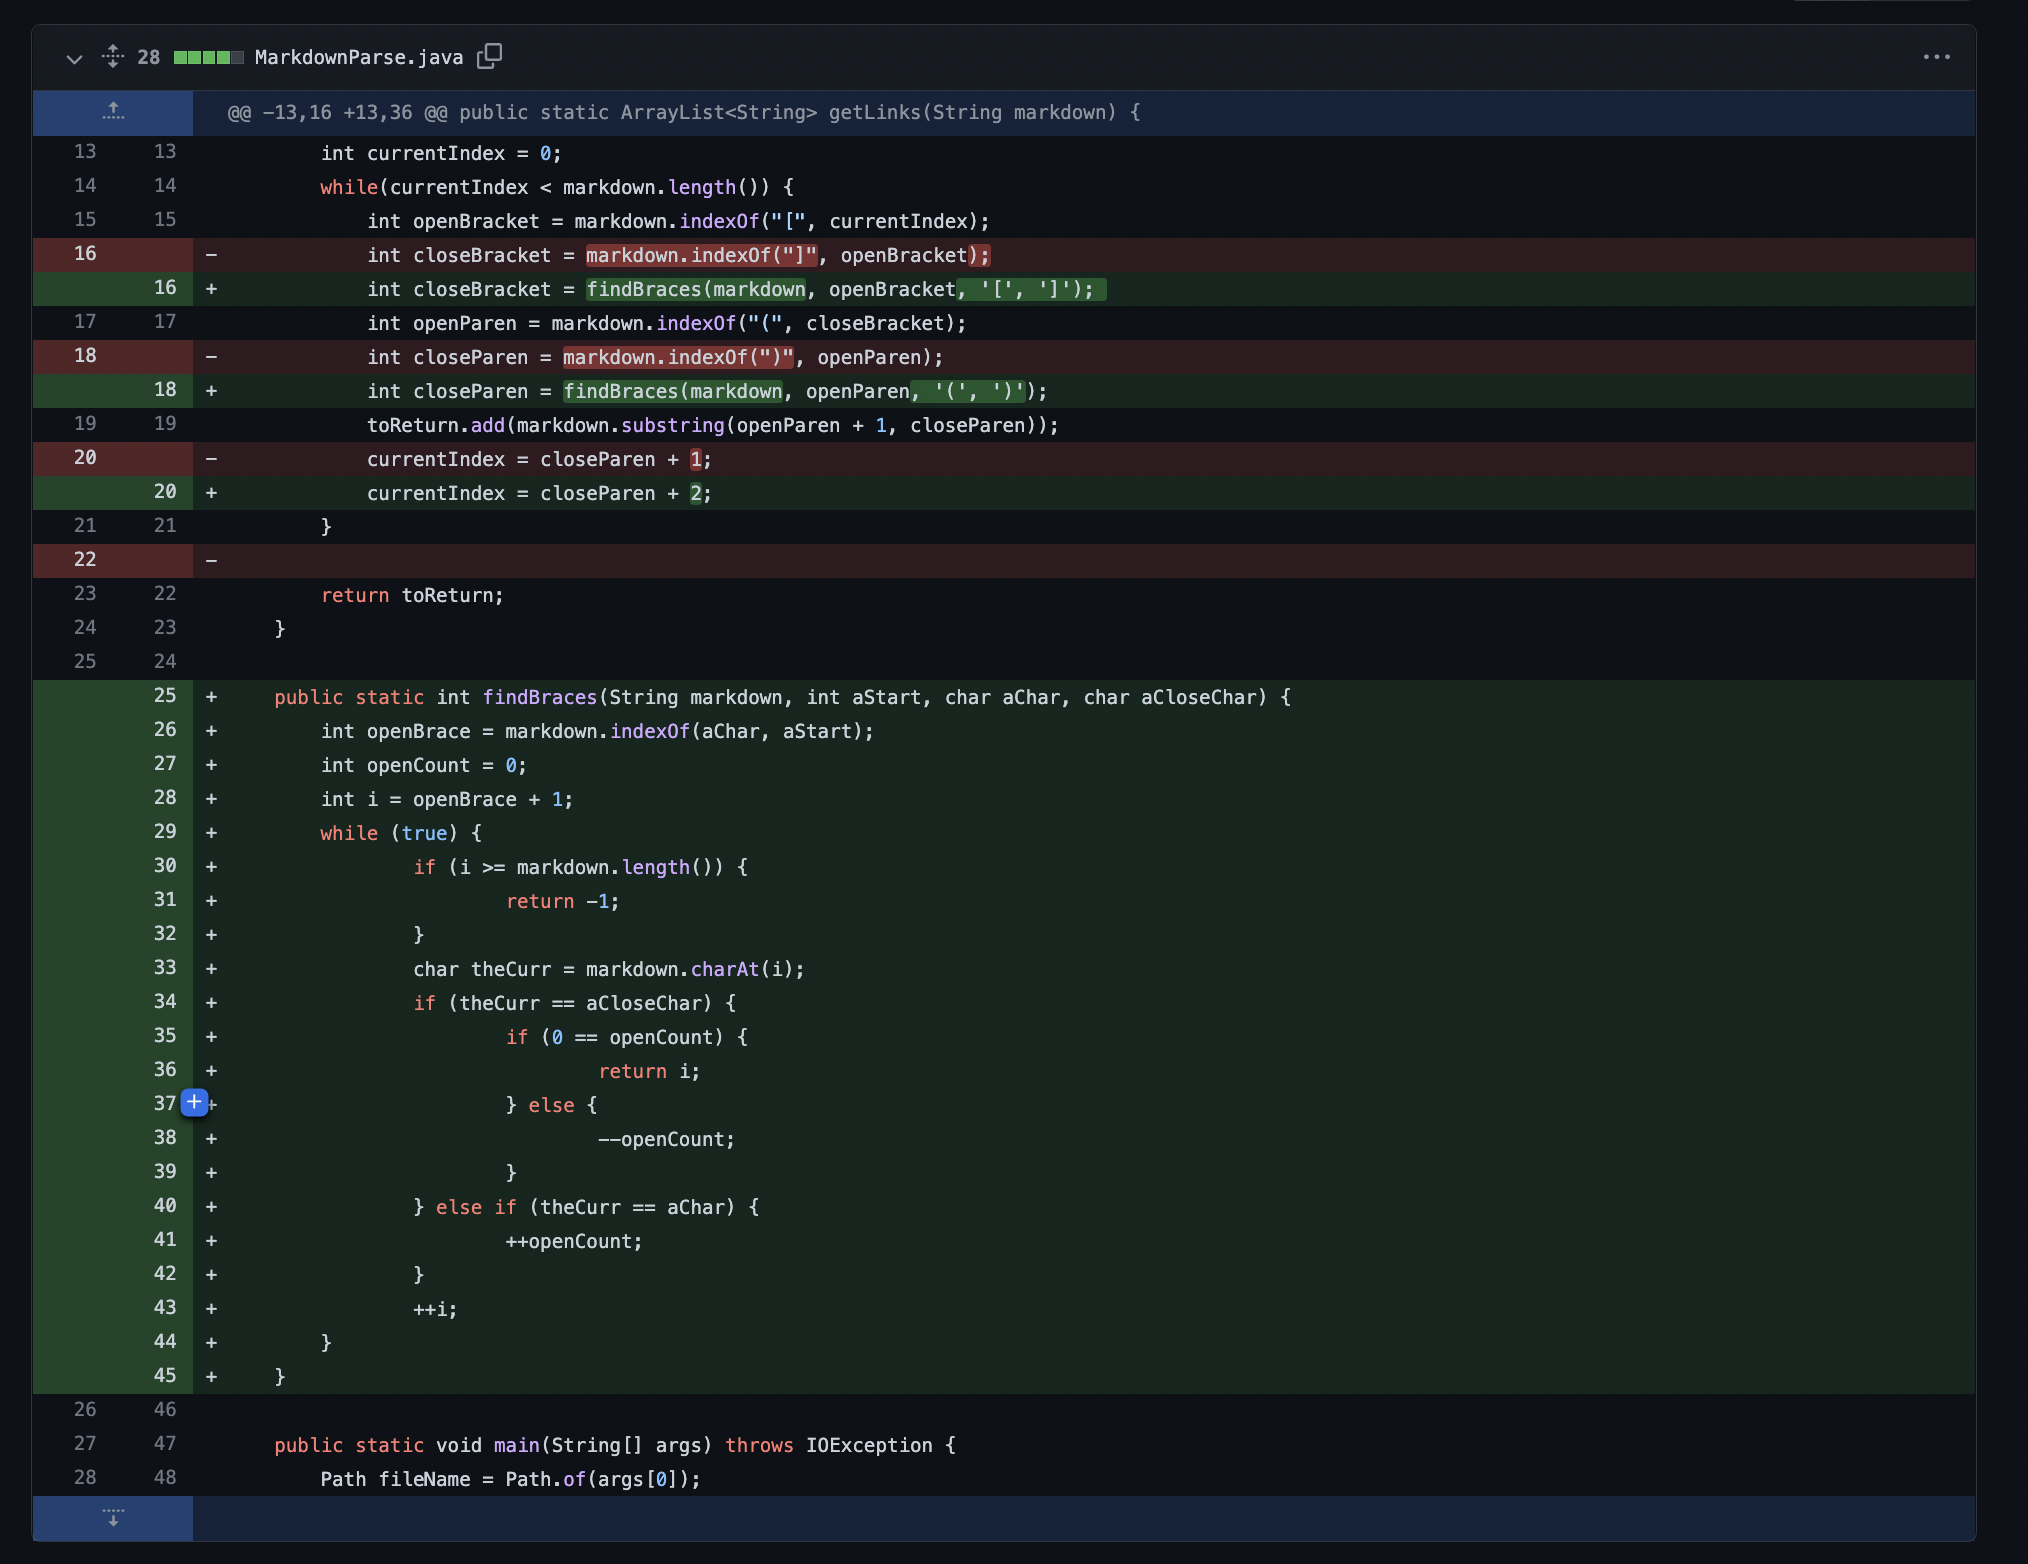 28 MarkdownParse.java
@@ -13,16 +13,36 @@ public static ArrayList<String> getLinks(String markdown) {
13 13 int currentIndex = 0;
14 14 while(currentIndex < markdown.length()) {
15 15 int openBracket = markdown.indexOf("[", currentIndex);
16 - int closeBracket = markdown.indexOf("]", openBracket);
16 + int closeBracket = findBraces(markdown, openBracket, '[', ']');
17 17 int openParen = markdown.indexOf("(", closeBracket);
18 - int closeParen = markdown.indexOf(")", openParen);
18 + int closeParen = findBraces(markdown, openParen, '(', ')');
19 19 toReturn.add(markdown.substring(openParen + 1, closeParen));
20 - currentIndex = closeParen + 1;
20 + currentIndex = closeParen + 2;
21 21 }
22 -
23 22 return toReturn;
24 23 }
25 24
25 + public static int findBraces(String markdown, int aStart, char aChar, char aCloseChar) {
26 + int openBrace = markdown.indexOf(aChar, aStart);
27 + int openCount = 0;
28 + int i = openBrace + 1;
29 + while (true) {
30 + if (i >= markdown.length()) {
31 + return -1;
32 + }
33 + char theCurr = markdown.charAt(i);
34 + if (theCurr == aCloseChar) {
35 + if (0 == openCount) {
36 + return i;
37 + } else {
38 + --openCount;
39 + }
40 + } else if (theCurr == aChar) {
41 + ++openCount;
42 + }
43 + ++i;
44 + }
45 + }
26 46
27 47 public static void main(String[] args) throws IOException {
28 48 Path fileName = Path.of(args[0]);